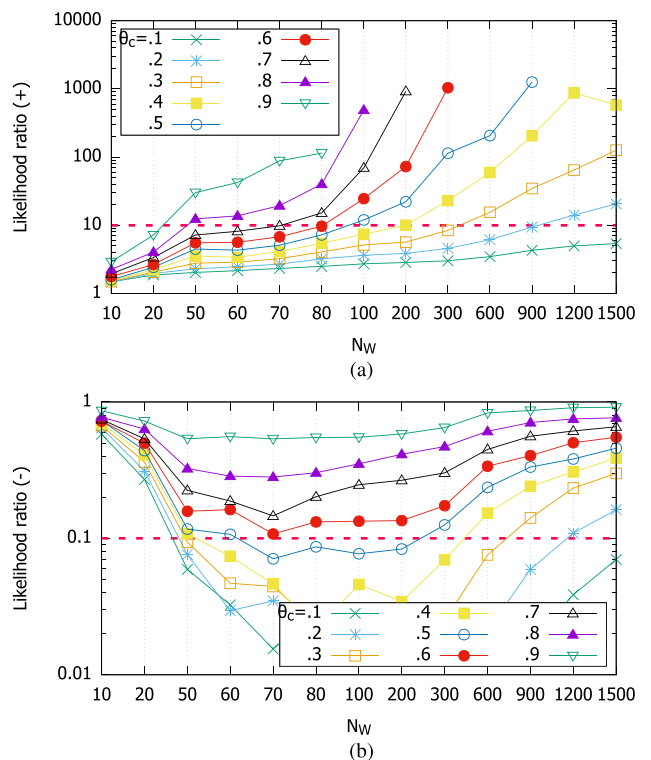 10000
1000
100
10
1
Likelihood ratio (+)
θc=.1
.2
.3
.4
.5
.6
.7
.8
.9
10 20 50 60 70 80 100 200 300 600 900 1200 1500
NW
(a)
1
0.1
0.01
Likelihood ratio (-)
θc=.1 .4 .7
.2 .5 .8
.3 .6 .9
10 20 50 60 70 80 100 200 300 600 900 1200 1500
NW
(b)